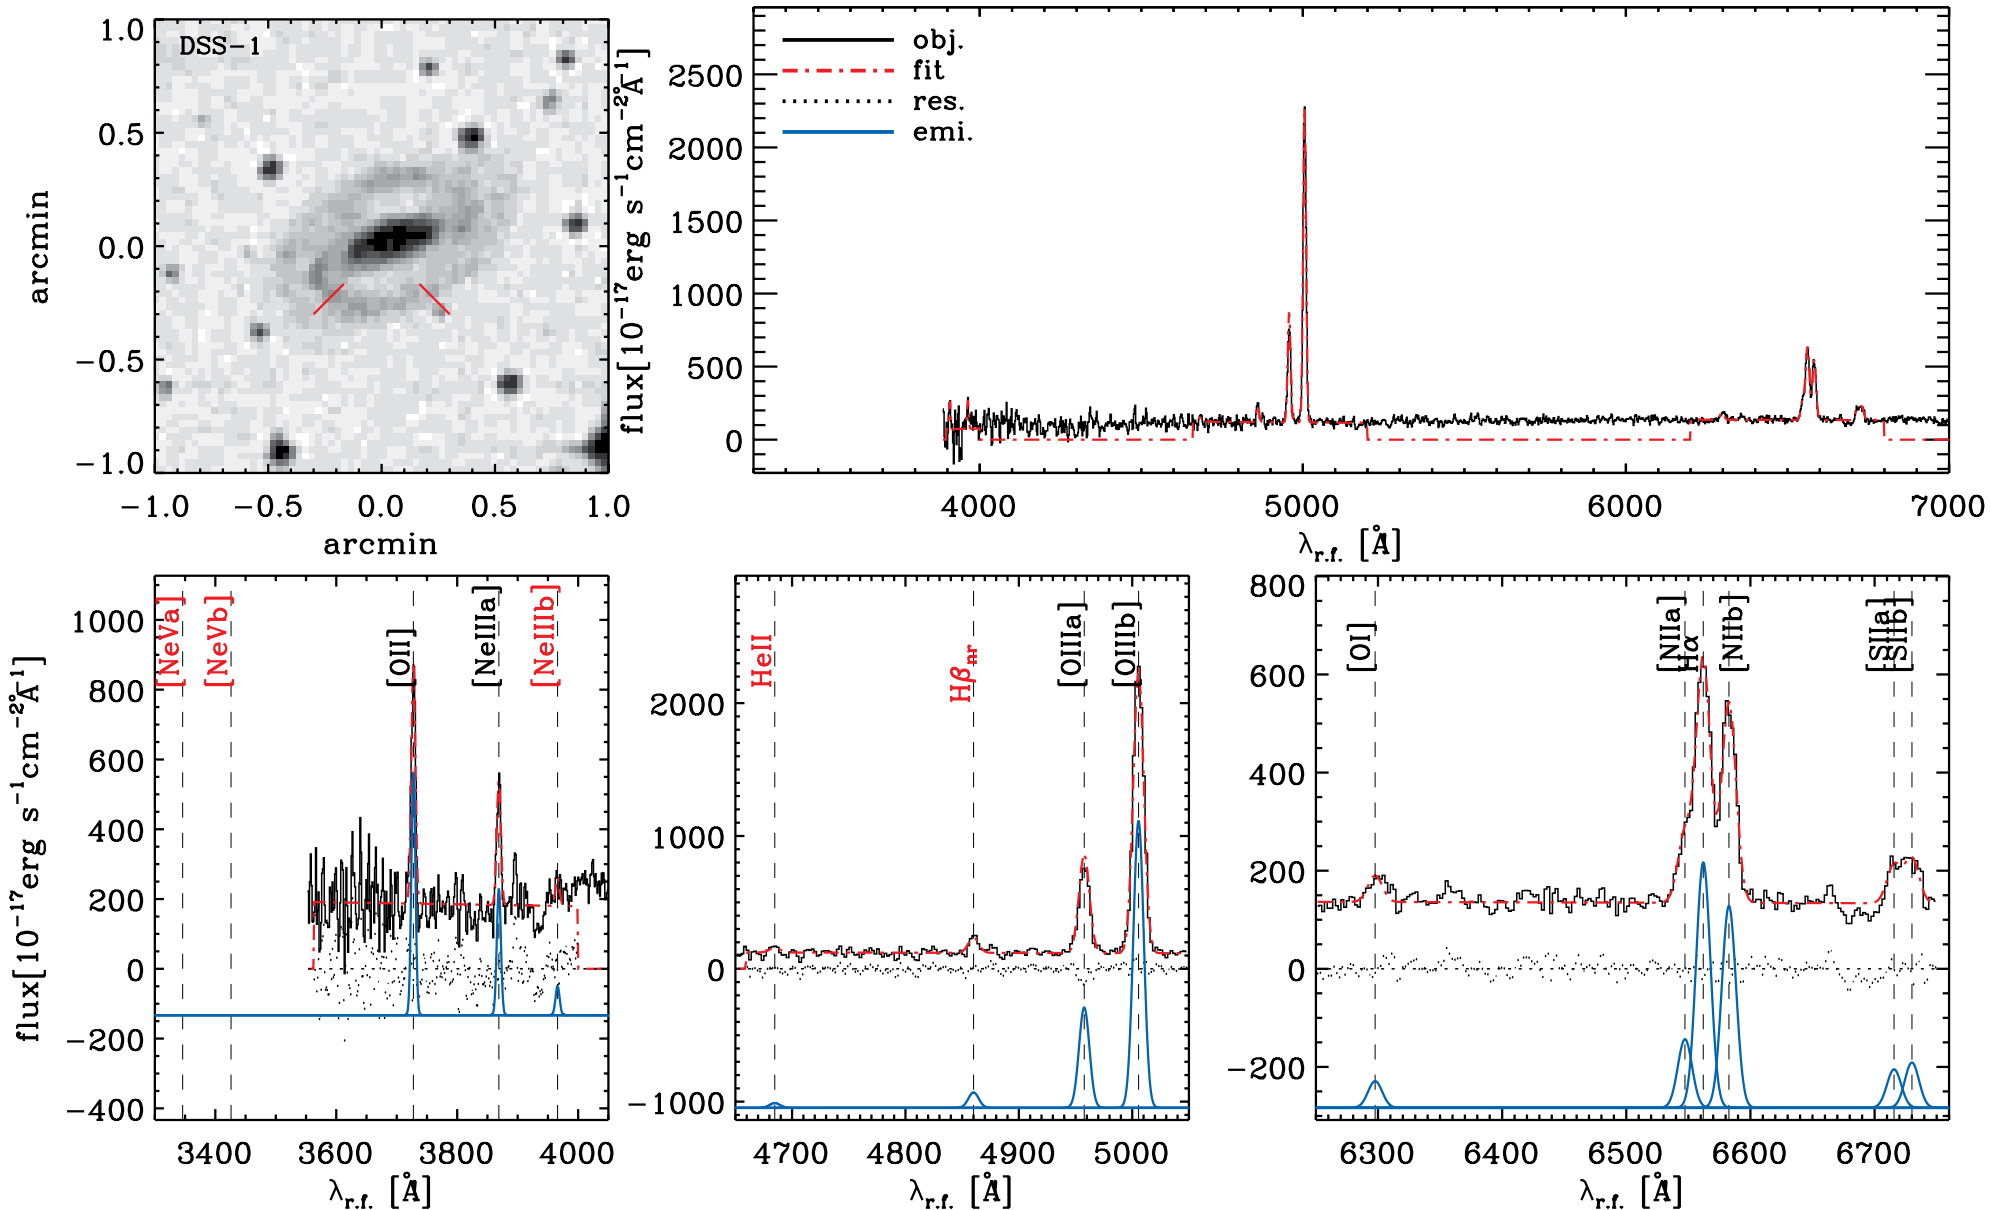 DSS-1
1.0
0.5
0.0
−0.5
−1.0
arcmin
−1.0 −0.5 0.0 0.5 1.0
arcmin
obj.
fit
res.
emi.
2500
2000
1500
1000
500
0
flux[10⁻¹⁷erg s⁻¹cm⁻²Å⁻¹]
4000 5000 6000 7000
λr.f. [Å]
[NeVa]
[NeVb]
[OII]
[NeIIIa]
[NeIIIb]
1000
800
600
400
200
0
−200
−400
flux[10⁻¹⁷erg s⁻¹cm⁻²Å⁻¹]
3400 3600 3800 4000
λr.f. [Å]
HeII
Hβnr
[OIIIa]
[OIIIb]
2000
1000
0
−1000
4700 4800 4900 5000
λr.f. [Å]
[OI]
[NIIa]
Hα
[NIIb]
[SIIa]
[SIIb]
800
600
400
200
0
−200
6300 6400 6500 6600 6700
λr.f. [Å]